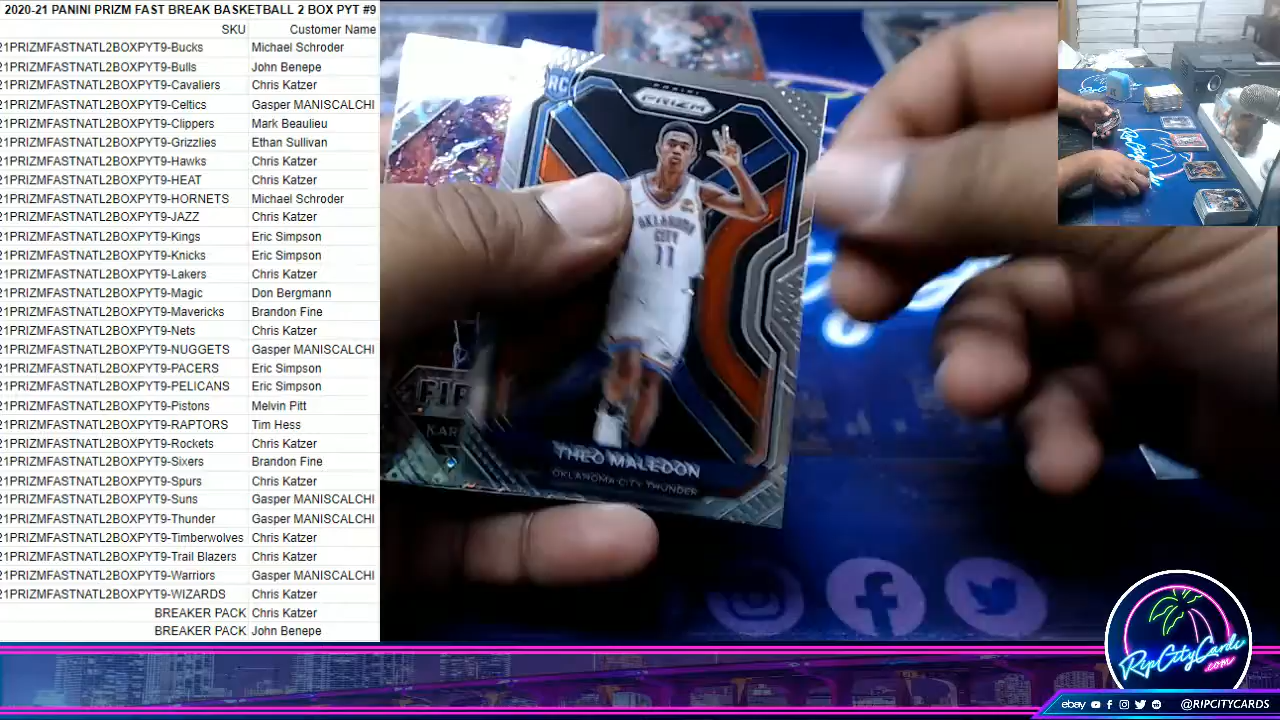 2020-21 PANINI PRIZM FAST BREAK BASKETBALL 2 BOX PYT #9
SKU Customer Name
21PRIZMFASTNATL2BOXPYT9-Bucks Michael Schroder
21PRIZMFASTNATL2BOXPYT9-Bulls John Benepe
21PRIZMFASTNATL2BOXPYT9-Cavaliers Chris Katzer
21PRIZMFASTNATL2BOXPYT9-Celtics Gasper MANISCALCHI
21PRIZMFASTNATL2BOXPYT9-Clippers Mark Beaulieu
21PRIZMFASTNATL2BOXPYT9-Grizzlies Ethan Sullivan
21PRIZMFASTNATL2BOXPYT9-Hawks Chris Katzer
21PRIZMFASTNATL2BOXPYT9-HEAT Chris Katzer
21PRIZMFASTNATL2BOXPYT9-HORNETS Michael Schroder
21PRIZMFASTNATL2BOXPYT9-JAZZ Chris Katzer
21PRIZMFASTNATL2BOXPYT9-Kings Eric Simpson
21PRIZMFASTNATL2BOXPYT9-Knicks Eric Simpson
21PRIZMFASTNATL2BOXPYT9-Lakers Chris Katzer
21PRIZMFASTNATL2BOXPYT9-Magic Don Bergmann
21PRIZMFASTNATL2BOXPYT9-Mavericks Brandon Fine
21PRIZMFASTNATL2BOXPYT9-Nets Chris Katzer
21PRIZMFASTNATL2BOXPYT9-NUGGETS Gasper MANISCALCHI
21PRIZMFASTNATL2BOXPYT9-PACERS Eric Simpson
21PRIZMFASTNATL2BOXPYT9-PELICANS Eric Simpson
21PRIZMFASTNATL2BOXPYT9-Pistons Melvin Pitt
21PRIZMFASTNATL2BOXPYT9-RAPTORS Tim Hess
21PRIZMFASTNATL2BOXPYT9-Rockets Chris Katzer
21PRIZMFASTNATL2BOXPYT9-Sixers Brandon Fine
21PRIZMFASTNATL2BOXPYT9-Spurs Chris Katzer
21PRIZMFASTNATL2BOXPYT9-Suns Gasper MANISCALCHI
21PRIZMFASTNATL2BOXPYT9-Thunder Gasper MANISCALCHI
21PRIZMFASTNATL2BOXPYT9-Timberwolves Chris Katzer
21PRIZMFASTNATL2BOXPYT9-Trail Blazers Chris Katzer
21PRIZMFASTNATL2BOXPYT9-Warriors Gasper MANISCALCHI
21PRIZMFASTNATL2BOXPYT9-WIZARDS Chris Katzer
BREAKER PACK Chris Katzer
BREAKER PACK John Benepe
RC
PANINI
PRIZM
OKLAHOMA
CITY
11
THEO MALEDON
OKLAHOMA CITY THUNDER
RipCityCards
.com
ebay @RIPCITYCARDS